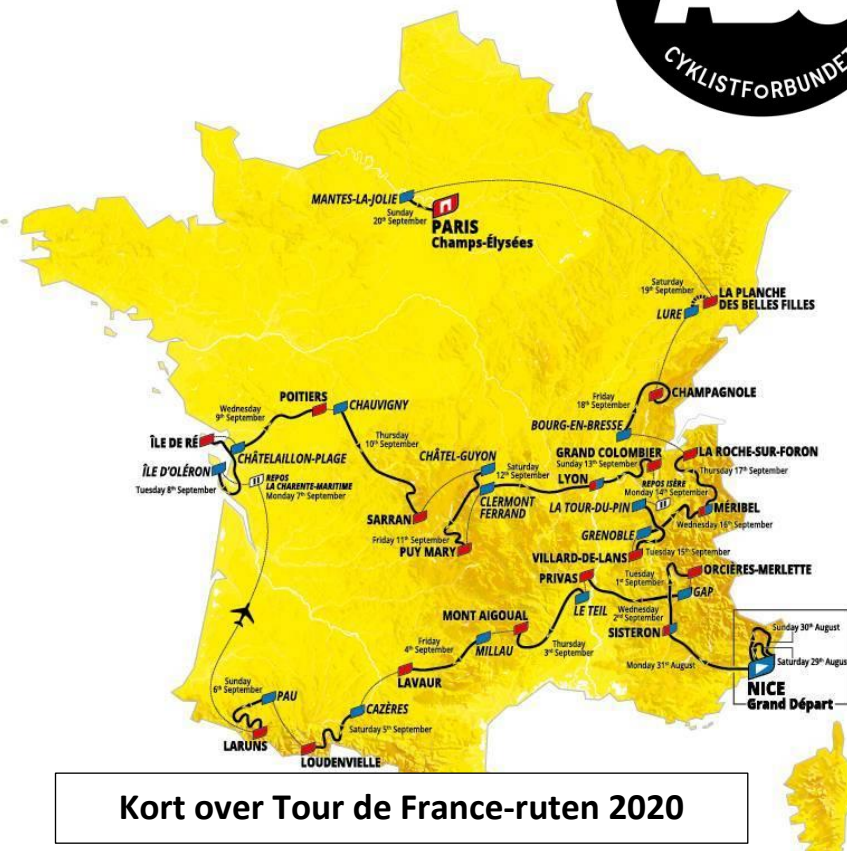 CYKLISTFORBUNDET
MANTES-LA-JOLIE
Sunday
20th September
PARIS
Champs-Élysées
Saturday
19th September
LA PLANCHE
DES BELLES FILLES
LURE
Friday
18th September
CHAMPAGNOLE
BOURG-EN-BRESSE
POITIERS
CHAUVIGNY
Wednesday
9th September
Thursday
10th September
ÎLE DE RÉ
CHÂTELAILLON-PLAGE
ÎLE D'OLÉRON
Tuesday 8th September
REPOS
LA CHARENTE-MARITIME
Monday 7th September
CHÂTEL-GUYON
Saturday
12th September
GRAND COLOMBIER
Sunday 13th September
LA ROCHE-SUR-FORON
Thursday 17th September
LYON
REPOS ISÈRE
Monday 14th September
CLERMONT
FERRAND
LA TOUR-DU-PIN
MÉRIBEL
Wednesday 16th September
SARRAN
Friday 11th September
PUY MARY
GRENOBLE
VILLARD-DE-LANS
Tuesday 15th September
PRIVAS
Tuesday
1st September
ORCIÈRES-MERLETTE
GAP
LE TEIL
Wednesday
2nd September
MONT AIGOUAL
SISTERON
MILLAU
Friday
4th September
Thursday
3rd September
Monday 31st August
Sunday 30th August
Saturday 29th Augus
NICE
Grand Départ
LAVAUR
Sunday
6th September
PAU
CAZÈRES
Saturday 5th September
LARUNS
LOUDENVIELLE
Kort over Tour de France-ruten 2020